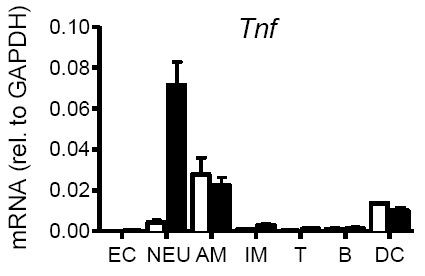 Tnf
mRNA (rel. to GAPDH)
0.10
0.08
0.06
0.04
0.02
0.00
EC NEU AM IM T B DC